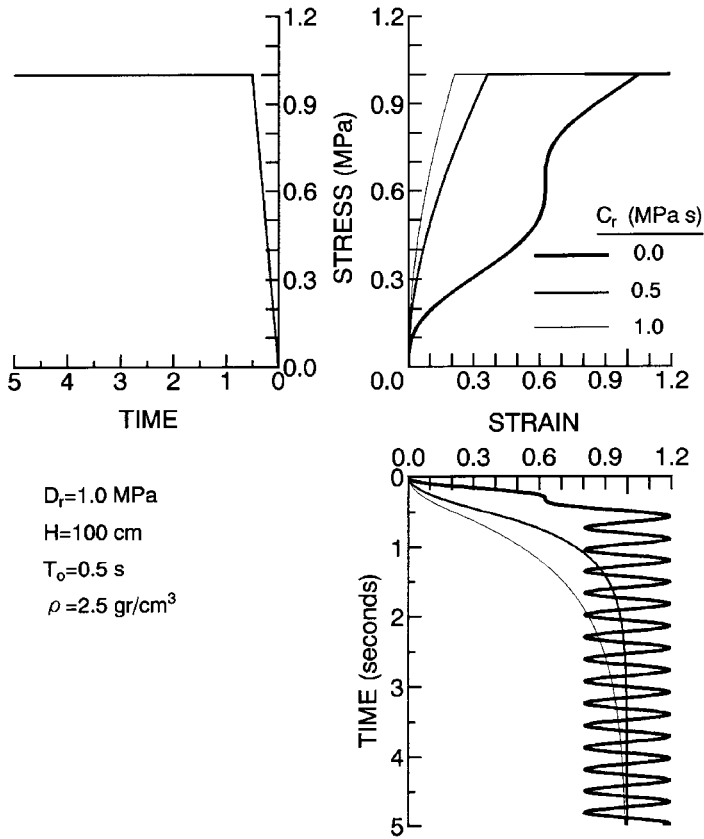 1.2
0.9
0.6
0.3
0.0
STRESS (MPa)
5 4 3 2 1 0
TIME
1.2
0.9
0.6
0.3
0.0
0.0 0.3 0.6 0.9 1.2
STRAIN
C_r (MPa s)
0.0
0.5
1.0
0.0 0.3 0.6 0.9 1.2
0
1
2
3
4
5
TIME (seconds)
D_r=1.0 MPa
H=100 cm
T_o=0.5 s
ρ =2.5 gr/cm³